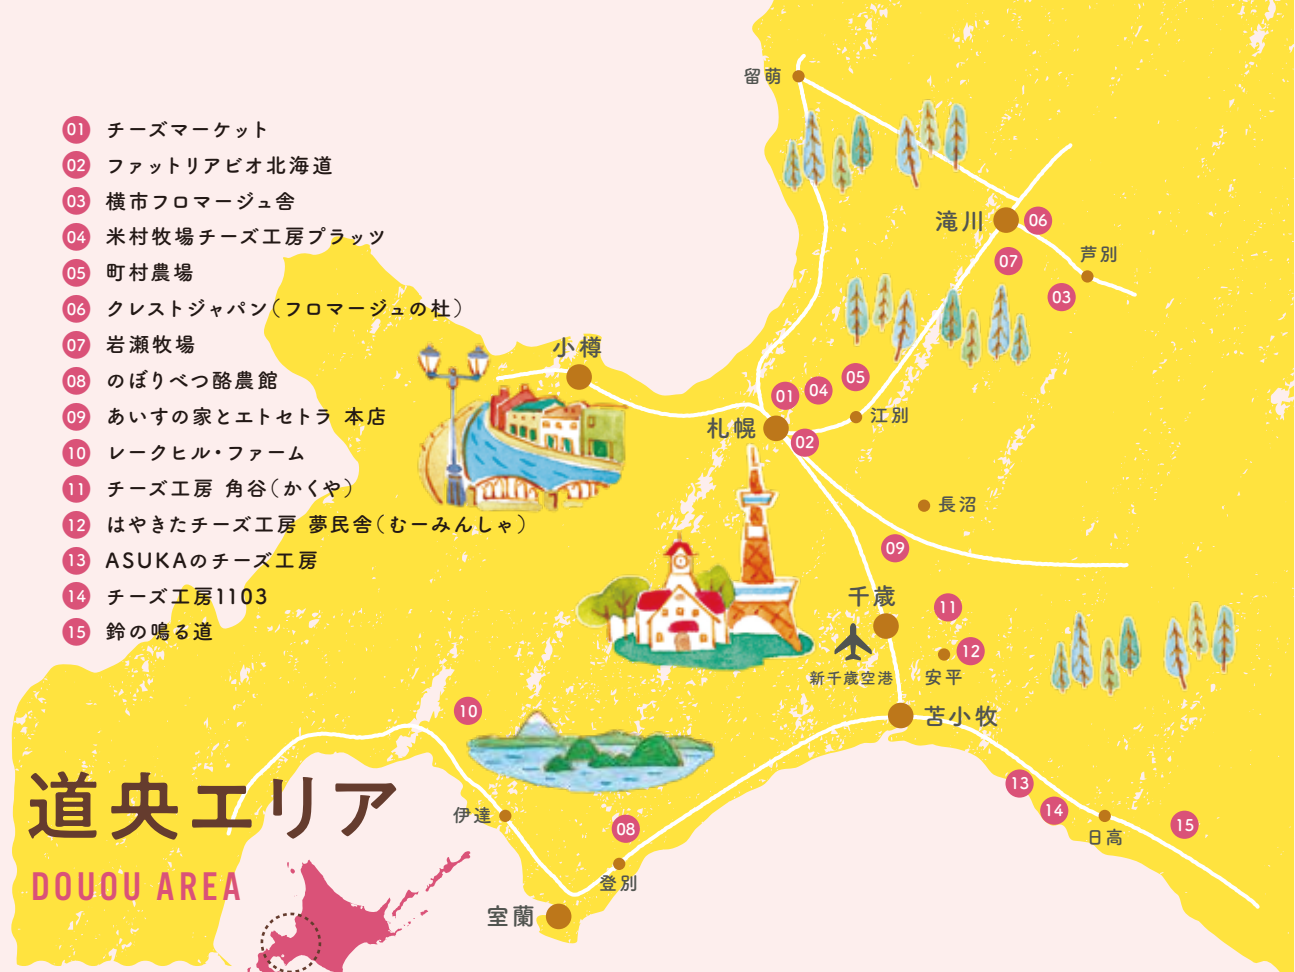 01 チーズマーケット
02 ファットリアビオ北海道
03 横市フロマージュ舎
04 米村牧場チーズ工房プラッツ
05 町村農場
06 クレストジャパン（フロマージュの杜）
07 岩瀬牧場
08 のぼりべつ酪農館
09 あいすの家とエトセトラ 本店
10 レークヒル・ファーム
11 チーズ工房 角谷（かくや）
12 はやきたチーズ工房 夢民舎（むーみんしゃ）
13 ASUKAのチーズ工房
14 チーズ工房1103
15 鈴の鳴る道
留萌
滝川
06
07
芦別
03
小樽
01
04
05
札幌
江別
02
長沼
09
千歳
11
12
新千歳空港
安平
苫小牧
10
伊達
08
登別
室蘭
13
14
日高
15
道央エリア
DOUOU AREA